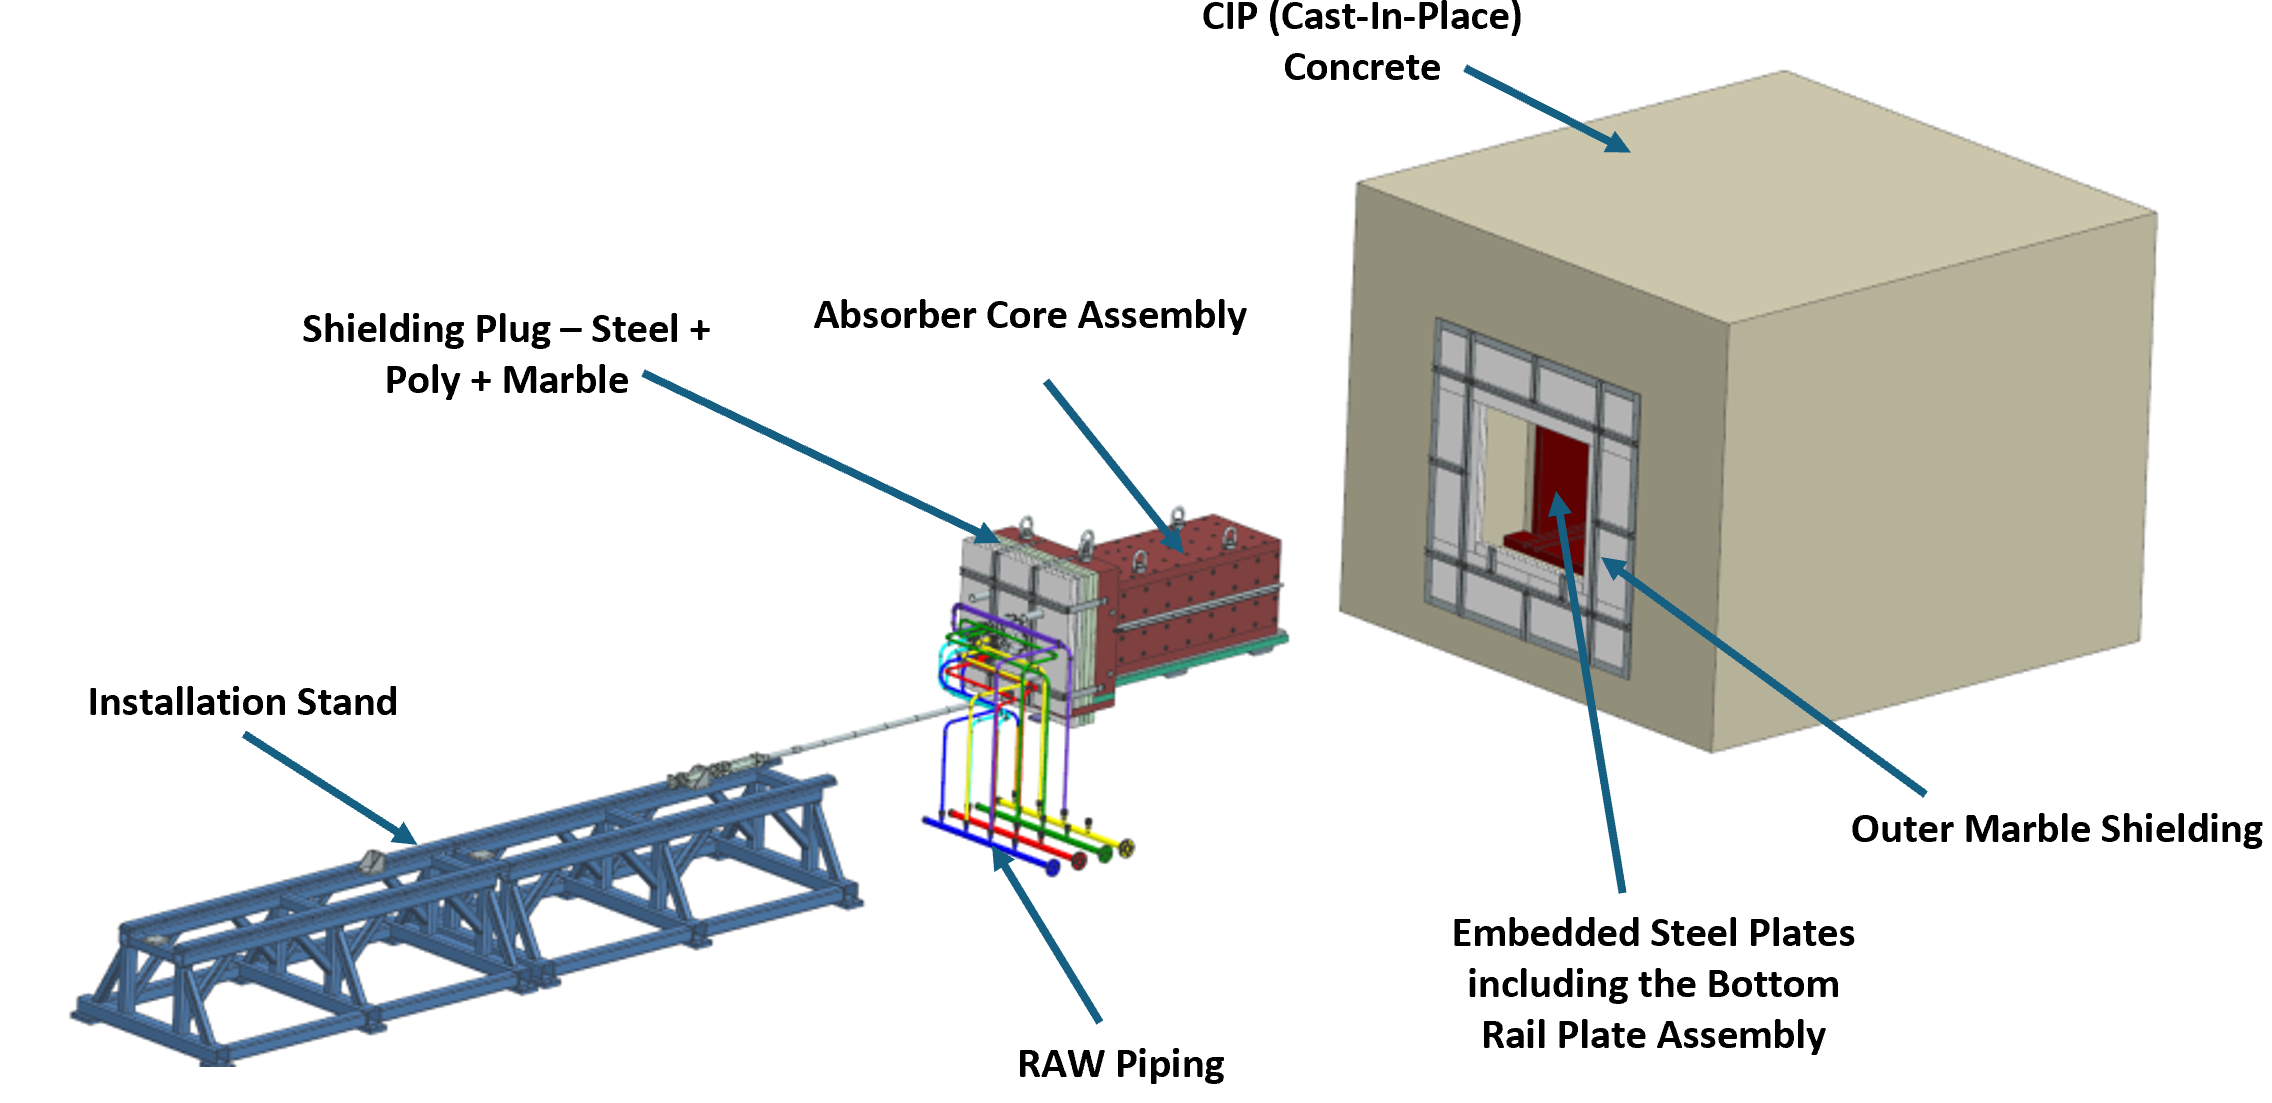 CIP (Cast-In-Place)
Concrete
Shielding Plug – Steel +
Poly + Marble
Absorber Core Assembly
Installation Stand
RAW Piping
Outer Marble Shielding
Embedded Steel Plates
including the Bottom
Rail Plate Assembly